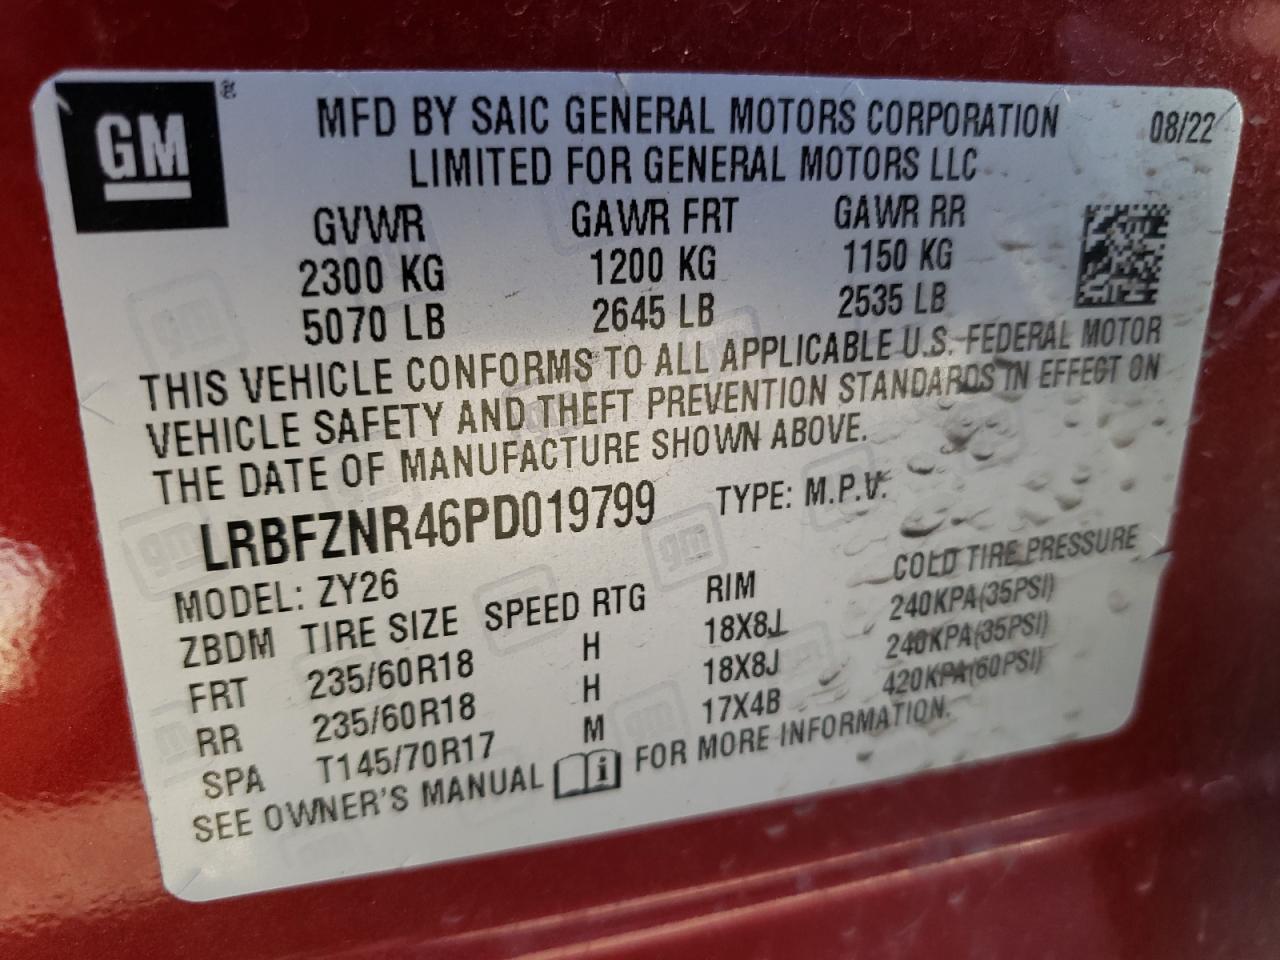 GM®
MFD BY SAIC GENERAL MOTORS CORPORATION 08/22
LIMITED FOR GENERAL MOTORS LLC
GVWR GAWR FRT GAWR RR
2300 KG 1200 KG 1150 KG
5070 LB 2645 LB 2535 LB
THIS VEHICLE CONFORMS TO ALL APPLICABLE U.S. FEDERAL MOTOR
VEHICLE SAFETY AND THEFT PREVENTION STANDARDS IN EFFECT ON
THE DATE OF MANUFACTURE SHOWN ABOVE.
LRBFZNR46PD019799 TYPE: M.P.V.
MODEL: ZY26
ZBDM TIRE SIZE SPEED RTG RIM COLD TIRE PRESSURE
FRT 235/60R18 H 18X8J 240KPA(35PSI)
RR 235/60R18 H 18X8J 240KPA(35PSI)
SPA T145/70R17 M 17X4B 420KPA(60PSI)
SEE OWNER'S MANUAL i FOR MORE INFORMATION.